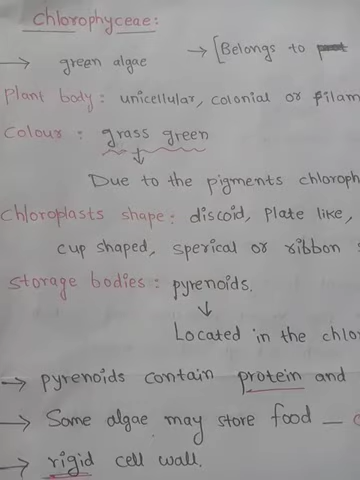 Chlorophyceae:
→ green algae → [Belongs to
Plant body: unicellular, colonial or filam
Colour : grass green
Due to the pigments chloroph
Chloroplasts shape: discoid, plate like,
cup shaped, sperical or ribbon s
Storage bodies: pyrenoids.
Located in the chlor
→ pyrenoids contain protein and
→ Some algae may store food –
→ rigid cell wall.